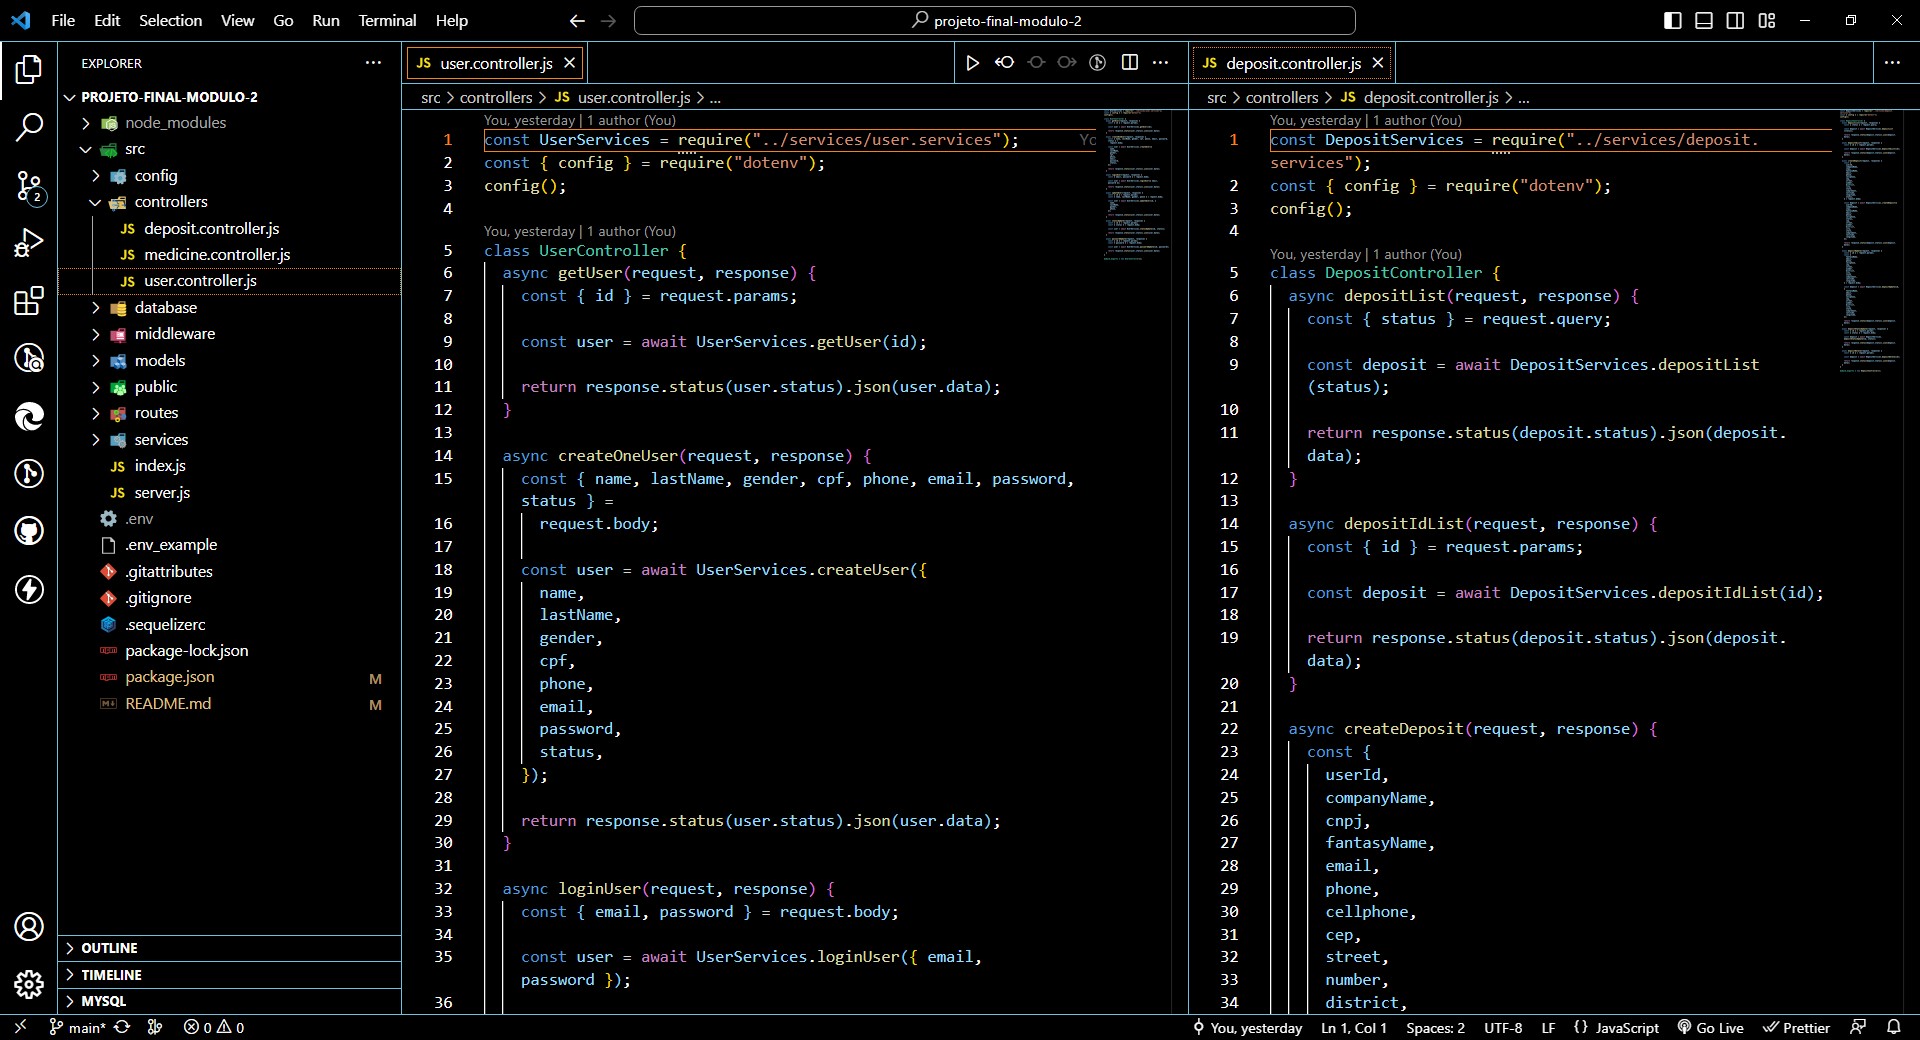 File Edit Selection View Go Run Terminal Help
projeto-final-modulo-2
EXPLORER
PROJETO-FINAL-MODULO-2
node_modules
src
config
controllers
JS deposit.controller.js
JS medicine.controller.js
JS user.controller.js
database
middleware
models
public
routes
services
JS index.js
JS server.js
.env
.env_example
.gitattributes
.gitignore
.sequelizerc
package-lock.json
package.json M
README.md M
OUTLINE
TIMELINE
MYSQL
2
JS user.controller.js
src > controllers > JS user.controller.js > ...
You, yesterday | 1 author (You)
1 const UserServices = require("../services/user.services"); Yo
2 const { config } = require("dotenv");
3 config();
4
You, yesterday | 1 author (You)
5 class UserController {
6 async getUser(request, response) {
7 const { id } = request.params;
8
9 const user = await UserServices.getUser(id);
10
11 return response.status(user.status).json(user.data);
12 }
13
14 async createOneUser(request, response) {
15 const { name, lastName, gender, cpf, phone, email, password,
status } =
16 request.body;
17
18 const user = await UserServices.createUser({
19 name,
20 lastName,
21 gender,
22 cpf,
23 phone,
24 email,
25 password,
26 status,
27 });
28
29 return response.status(user.status).json(user.data);
30 }
31
32 async loginUser(request, response) {
33 const { email, password } = request.body;
34
35 const user = await UserServices.loginUser({ email,
password });
36
JS deposit.controller.js
src > controllers > JS deposit.controller.js > ...
You, yesterday | 1 author (You)
1 const DepositServices = require("../services/deposit.
services");
2 const { config } = require("dotenv");
3 config();
4
You, yesterday | 1 author (You)
5 class DepositController {
6 async depositList(request, response) {
7 const { status } = request.query;
8
9 const deposit = await DepositServices.depositList
(status);
10
11 return response.status(deposit.status).json(deposit.
data);
12 }
13
14 async depositIdList(request, response) {
15 const { id } = request.params;
16
17 const deposit = await DepositServices.depositIdList(id);
18
19 return response.status(deposit.status).json(deposit.
data);
20 }
21
22 async createDeposit(request, response) {
23 const {
24 userId,
25 companyName,
26 cnpj,
27 fantasyName,
28 email,
29 phone,
30 cellphone,
31 cep,
32 street,
33 number,
34 district,
main* 0 0 You, yesterday Ln 1, Col 1 Spaces: 2 UTF-8 LF {} JavaScript Go Live Prettier